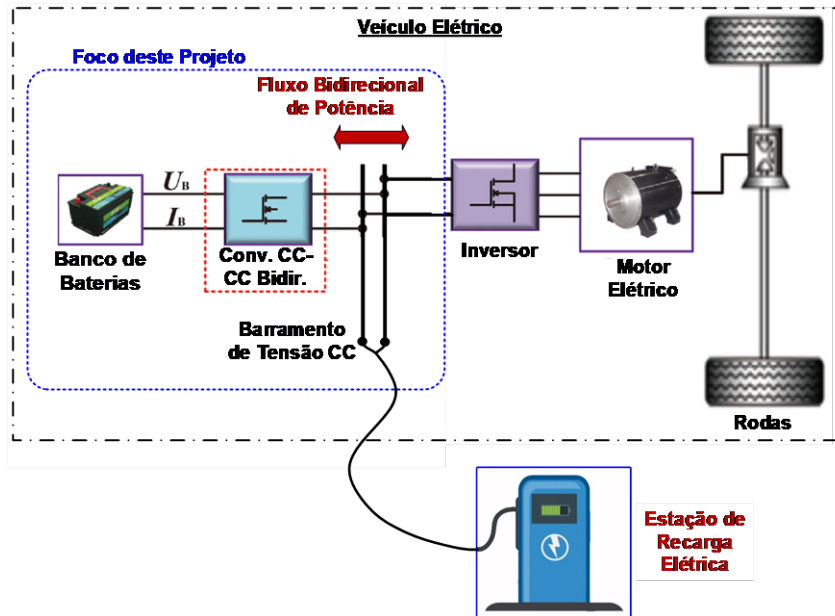 Veículo Elétrico
Foco deste Projeto
Fluxo Bidirecional
de Potência
UB
IB
Banco de
Baterias
Conv. CC-
CC Bidir.
Inversor
Motor
Elétrico
Barramento
de Tensão CC
Rodas
Estação de
Recarga
Elétrica